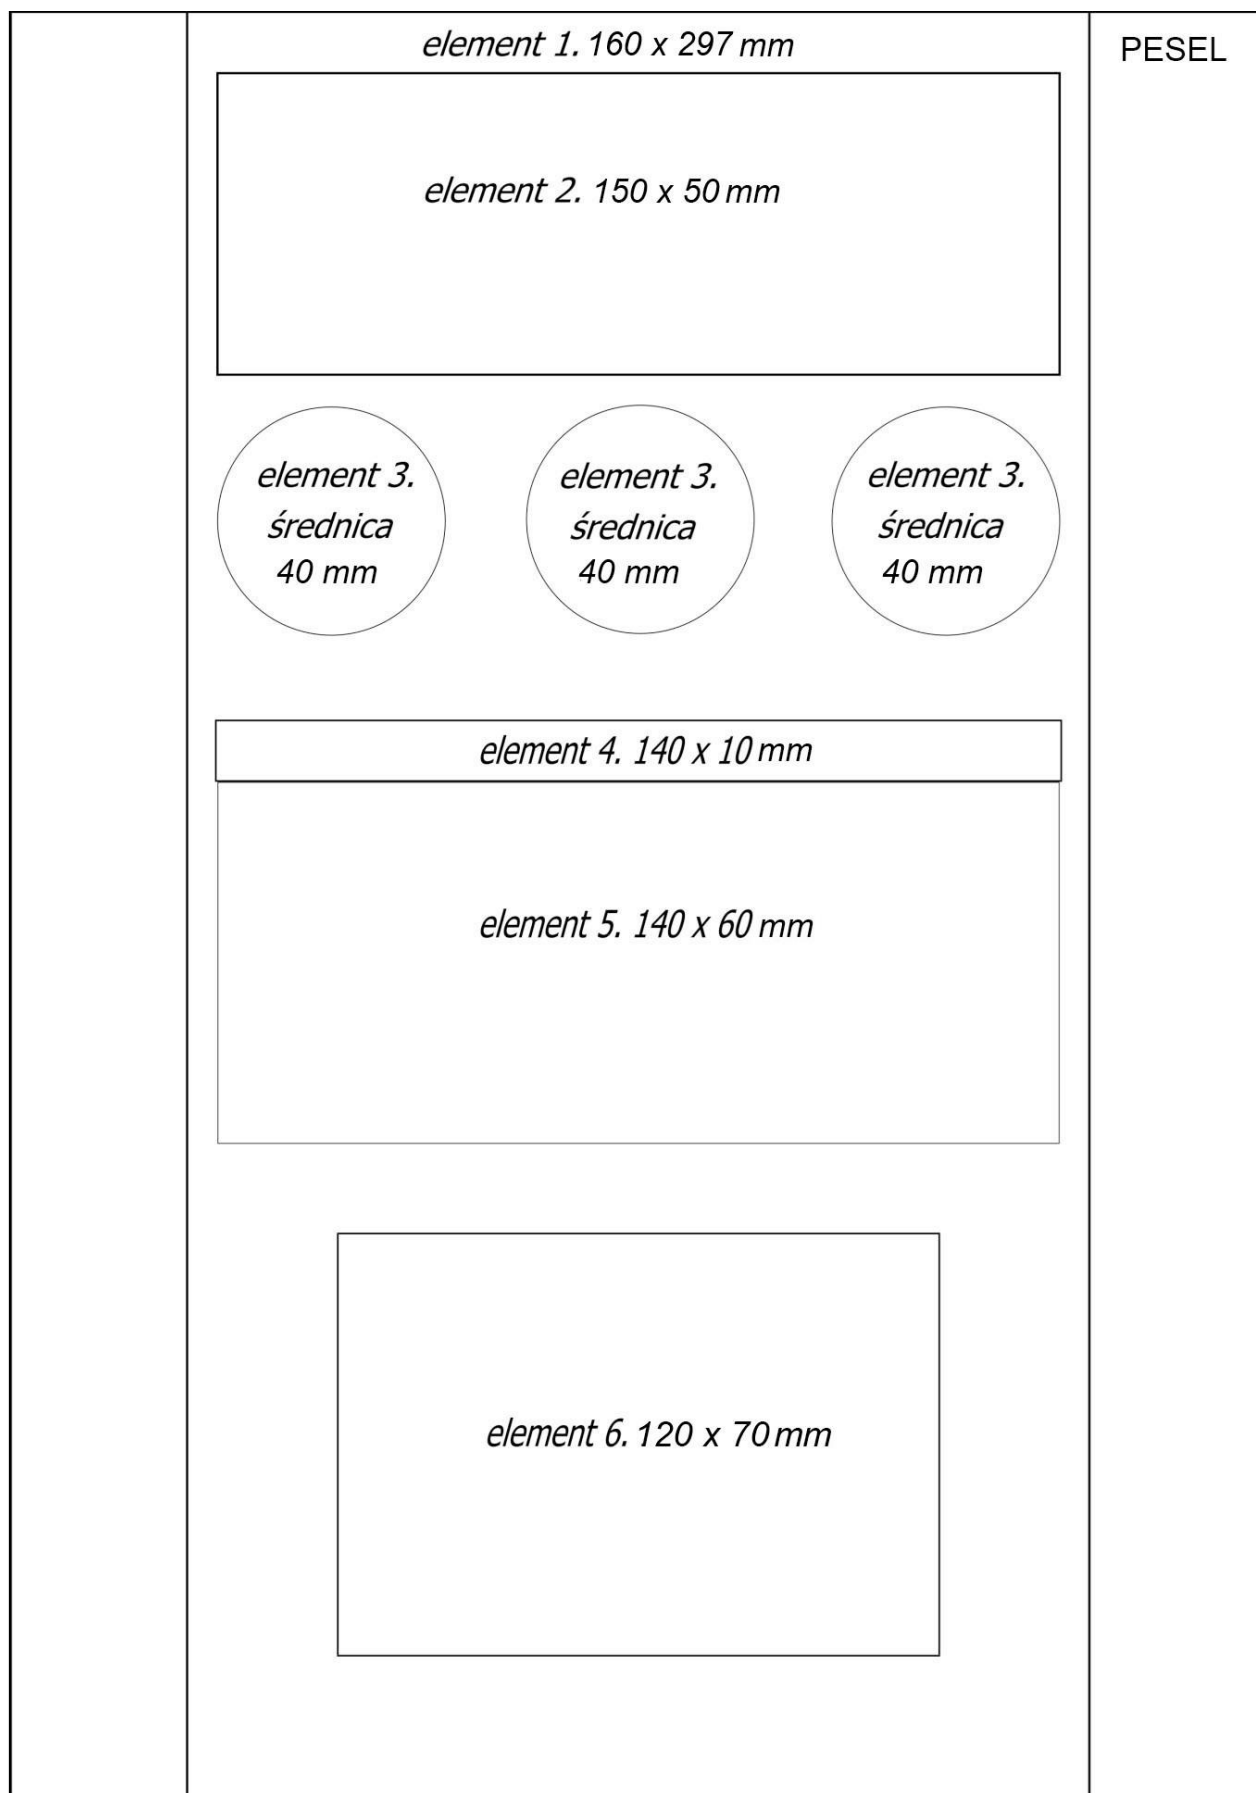 element 1. 160 x 297 mm
PESEL
element 2. 150 x 50 mm
element 3.
średnica
40 mm
element 3.
średnica
40 mm
element 3.
średnica
40 mm
element 4. 140 x 10 mm
element 5. 140 x 60 mm
element 6. 120 x 70 mm